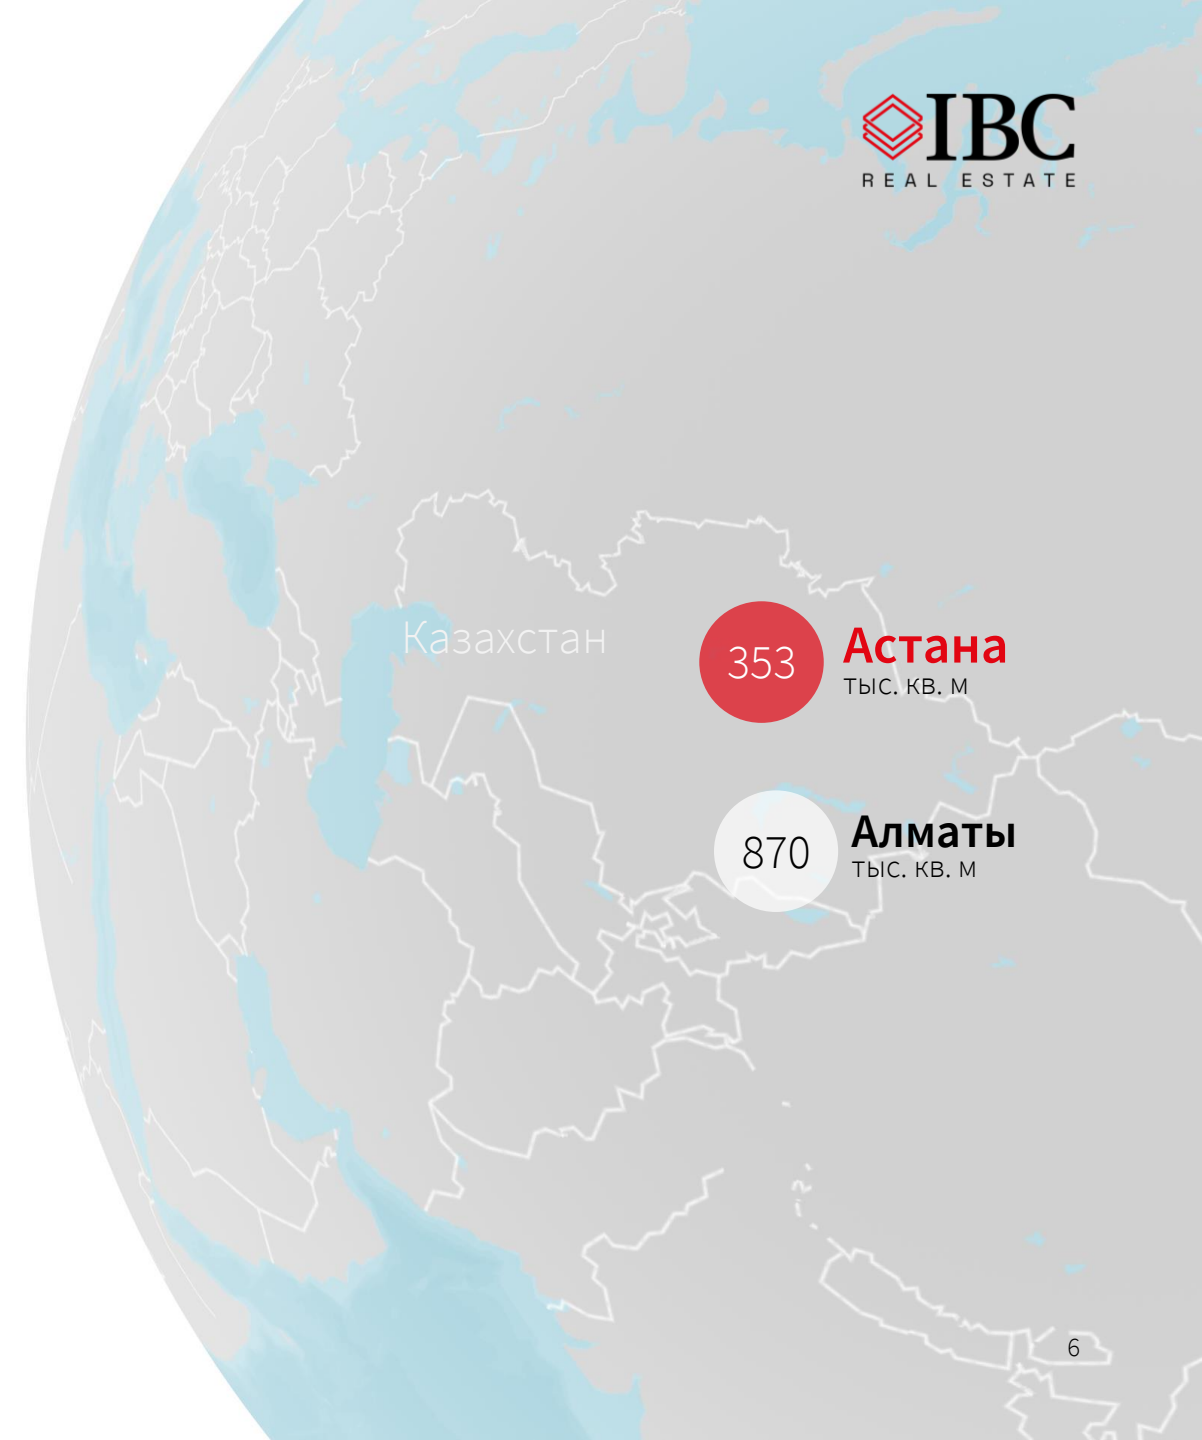 IBC
REAL ESTATE
Казахстан
353
Астана
тыс. кв. м
870
Алматы
тыс. кв. м
6